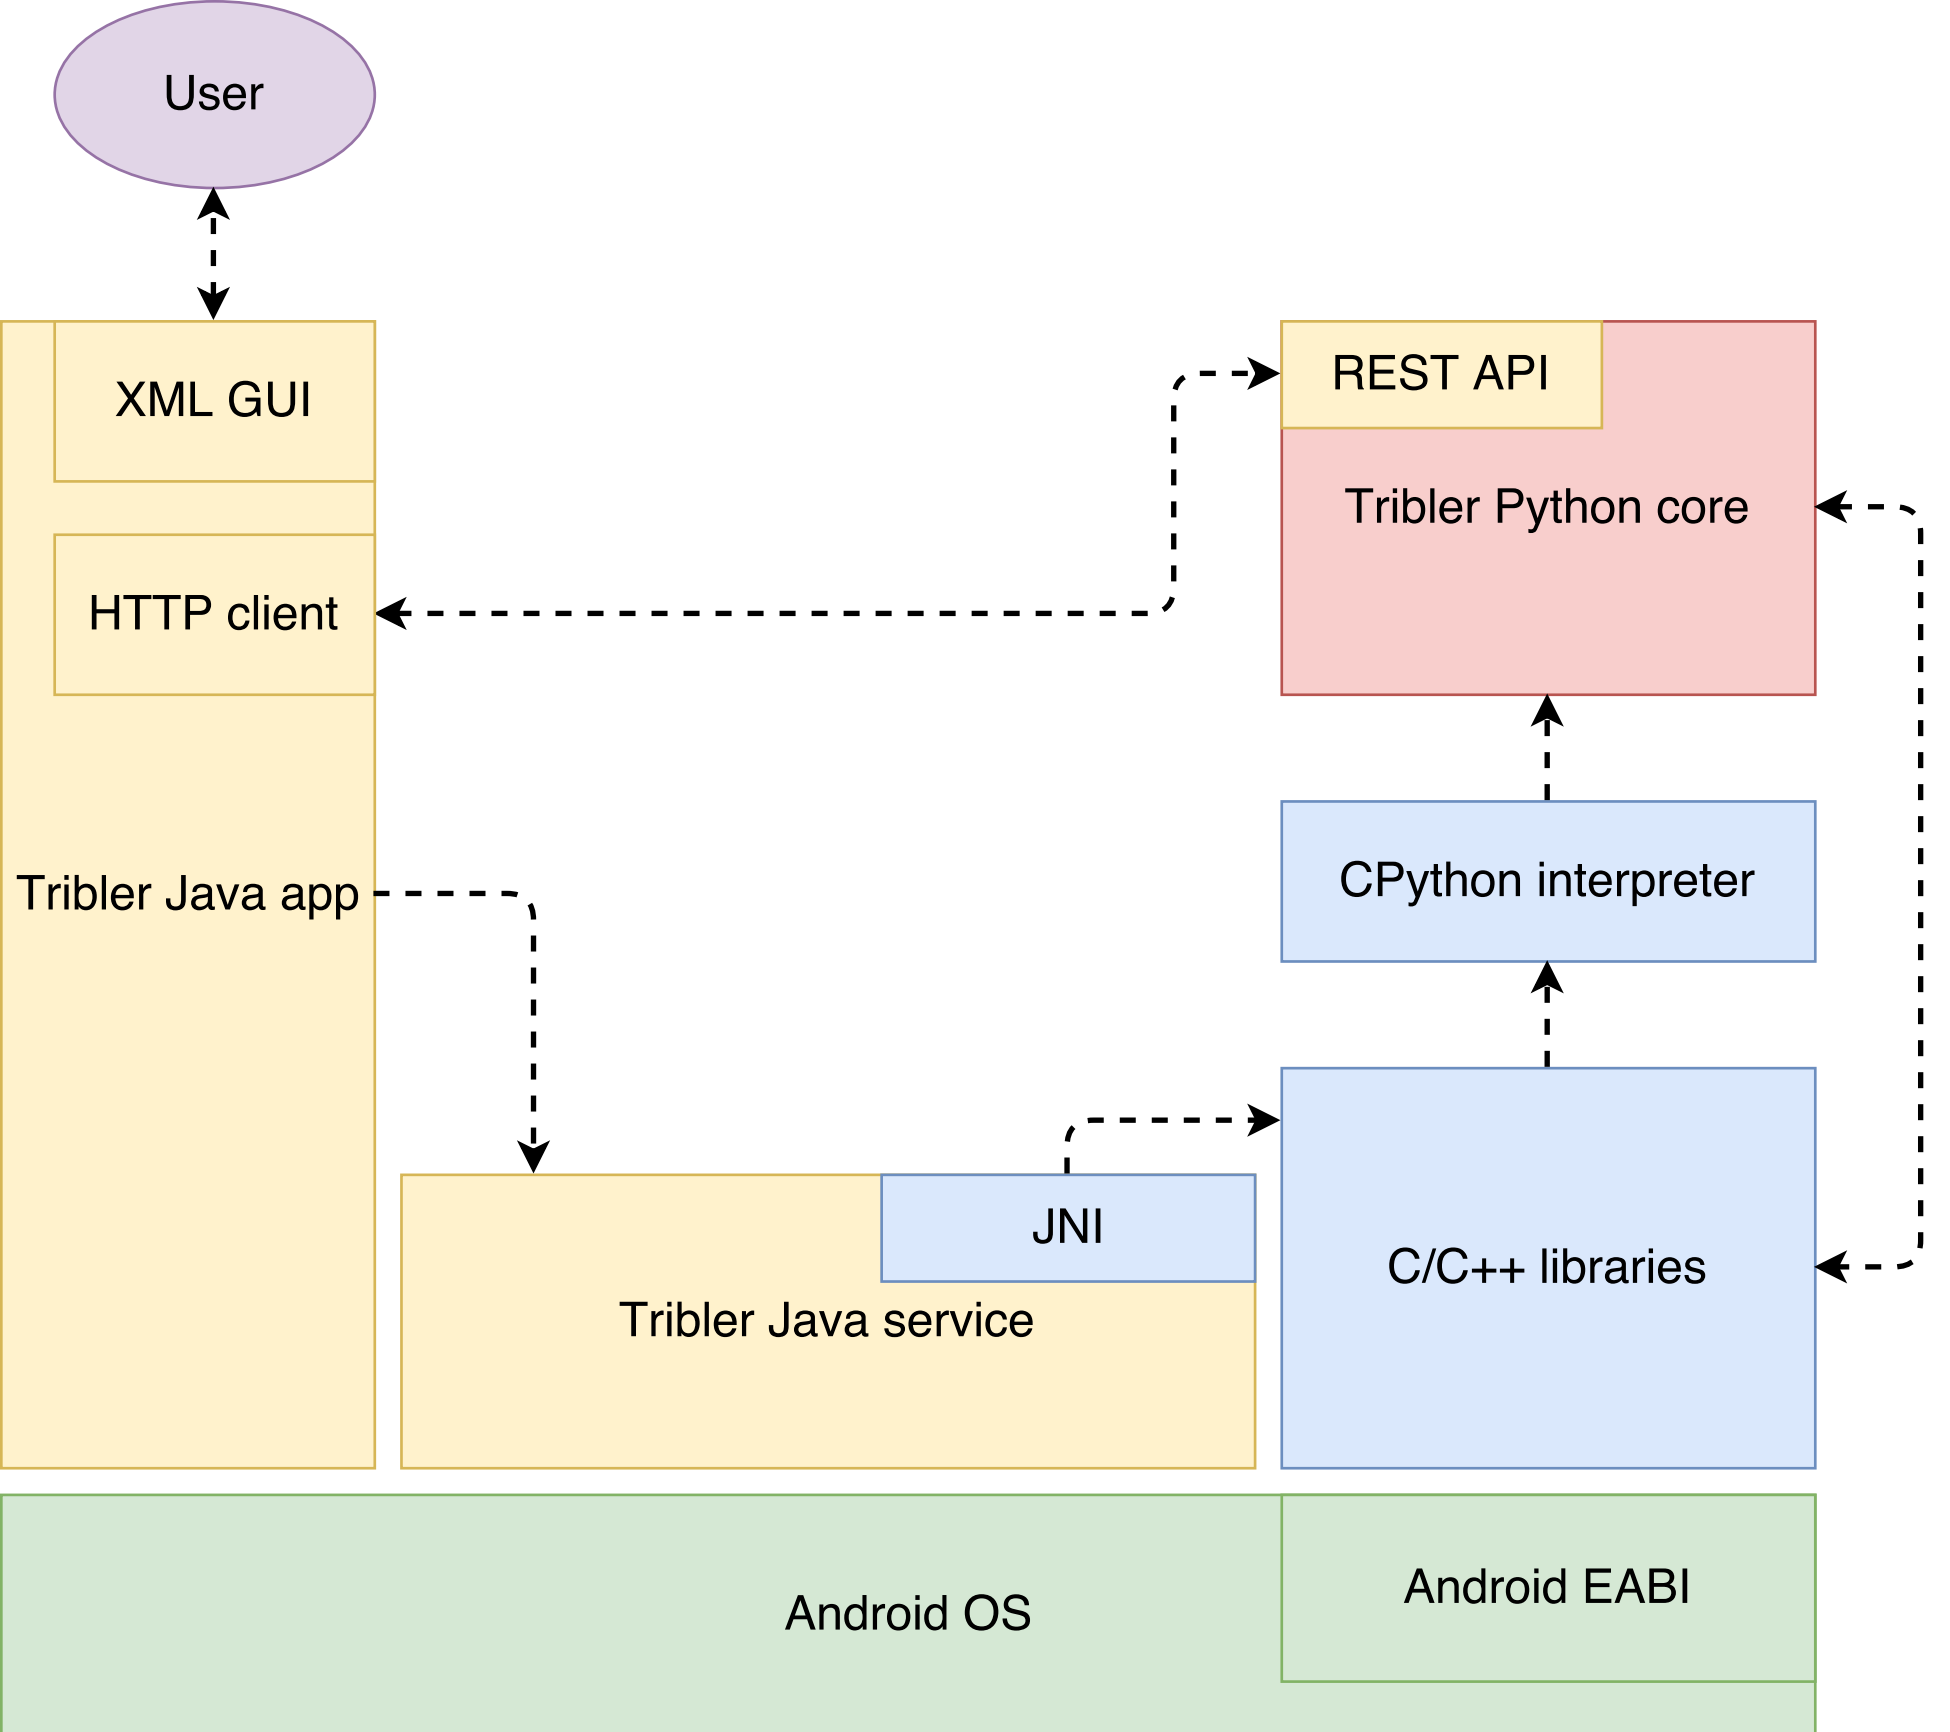 User
XML GUI
REST API
Tribler Python core
HTTP client
Tribler Java app
CPython interpreter
JNI
C/C++ libraries
Tribler Java service
Android EABI
Android OS